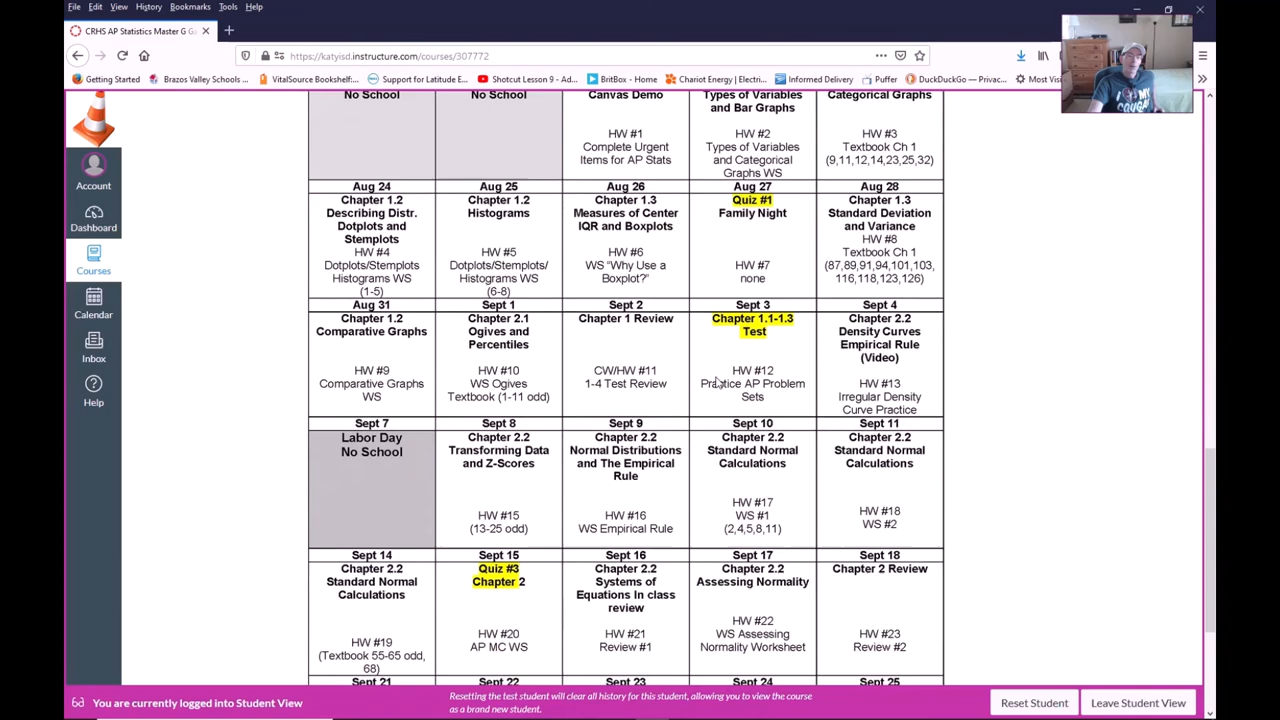 File Edit View History Bookmarks Tools Help
CRHS AP Statistics Master G Go
https://katyisd.instructure.com/courses/307772
Getting Started Brazos Valley Schools VitalSource Bookshelf:... Support for Latitude E... Shotcut Lesson 9 - Ad... BritBox - Home Chariot Energy | Electri... Informed Delivery Puffer DuckDuckGo — Privac... Most Visi
Account
Dashboard
Courses
Calendar
Inbox
Help
No School
No School
Canvas Demo
HW #1
Complete Urgent
Items for AP Stats
Types of Variables
and Bar Graphs
HW #2
Types of Variables
and Categorical
Graphs WS
Categorical Graphs
HW #3
Textbook Ch 1
(9,11,12,14,23,25,32)
Aug 24 Aug 25 Aug 26 Aug 27 Aug 28
Chapter 1.2
Describing Distr.
Dotplots and
Stemplots
HW #4
Dotplots/Stemplots
Histograms WS
(1-5)
Chapter 1.2
Histograms
HW #5
Dotplots/Stemplots/
Histograms WS
(6-8)
Chapter 1.3
Measures of Center
IQR and Boxplots
HW #6
WS “Why Use a
Boxplot?”
Quiz #1
Family Night
HW #7
none
Chapter 1.3
Standard Deviation
and Variance
HW #8
Textbook Ch 1
(87,89,91,94,101,103,
116,118,123,126)
Aug 31 Sept 1 Sept 2 Sept 3 Sept 4
Chapter 1.2
Comparative Graphs
HW #9
Comparative Graphs
WS
Chapter 2.1
Ogives and
Percentiles
HW #10
WS Ogives
Textbook (1-11 odd)
Chapter 1 Review
CW/HW #11
1-4 Test Review
Chapter 1.1-1.3
Test
HW #12
Practice AP Problem
Sets
Chapter 2.2
Density Curves
Empirical Rule
(Video)
HW #13
Irregular Density
Curve Practice
Sept 7 Sept 8 Sept 9 Sept 10 Sept 11
Labor Day
No School
Chapter 2.2
Transforming Data
and Z-Scores
HW #15
(13-25 odd)
Chapter 2.2
Normal Distributions
and The Empirical
Rule
HW #16
WS Empirical Rule
Chapter 2.2
Standard Normal
Calculations
HW #17
WS #1
(2,4,5,8,11)
Chapter 2.2
Standard Normal
Calculations
HW #18
WS #2
Sept 14 Sept 15 Sept 16 Sept 17 Sept 18
Chapter 2.2
Standard Normal
Calculations
HW #19
(Textbook 55-65 odd,
68)
Quiz #3
Chapter 2
HW #20
AP MC WS
Chapter 2.2
Systems of
Equations In class
review
HW #21
Review #1
Chapter 2.2
Assessing Normality
HW #22
WS Assessing
Normality Worksheet
Chapter 2 Review
HW #23
Review #2
Sept 21 Sept 22 Sept 23 Sept 24 Sept 25
You are currently logged into Student View
Resetting the test student will clear all history for this student, allowing you to view the course
as a brand new student.
Reset Student
Leave Student View